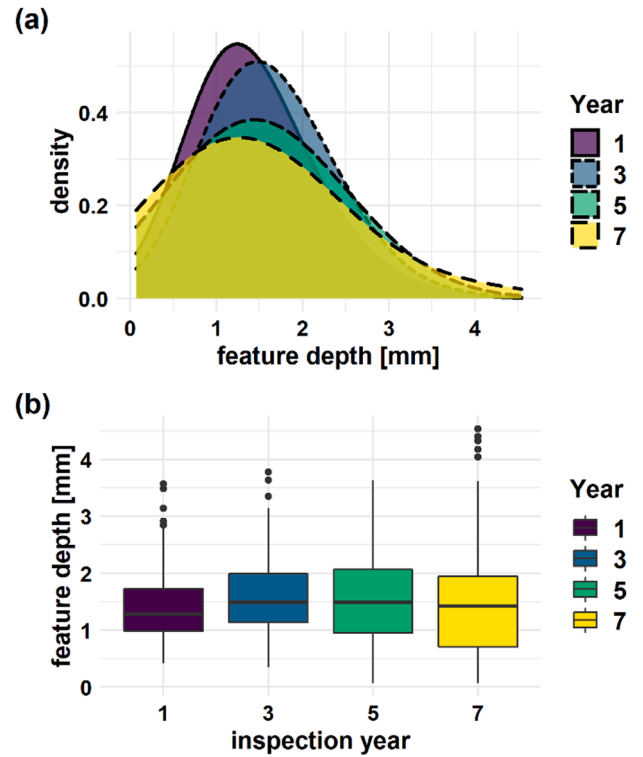 (a)
density
0.4
0.2
0.0
0 1 2 3 4
feature depth [mm]
Year
1
3
5
7
(b)
feature depth [mm]
4
3
2
1
0
1 3 5 7
inspection year
Year
1
3
5
7